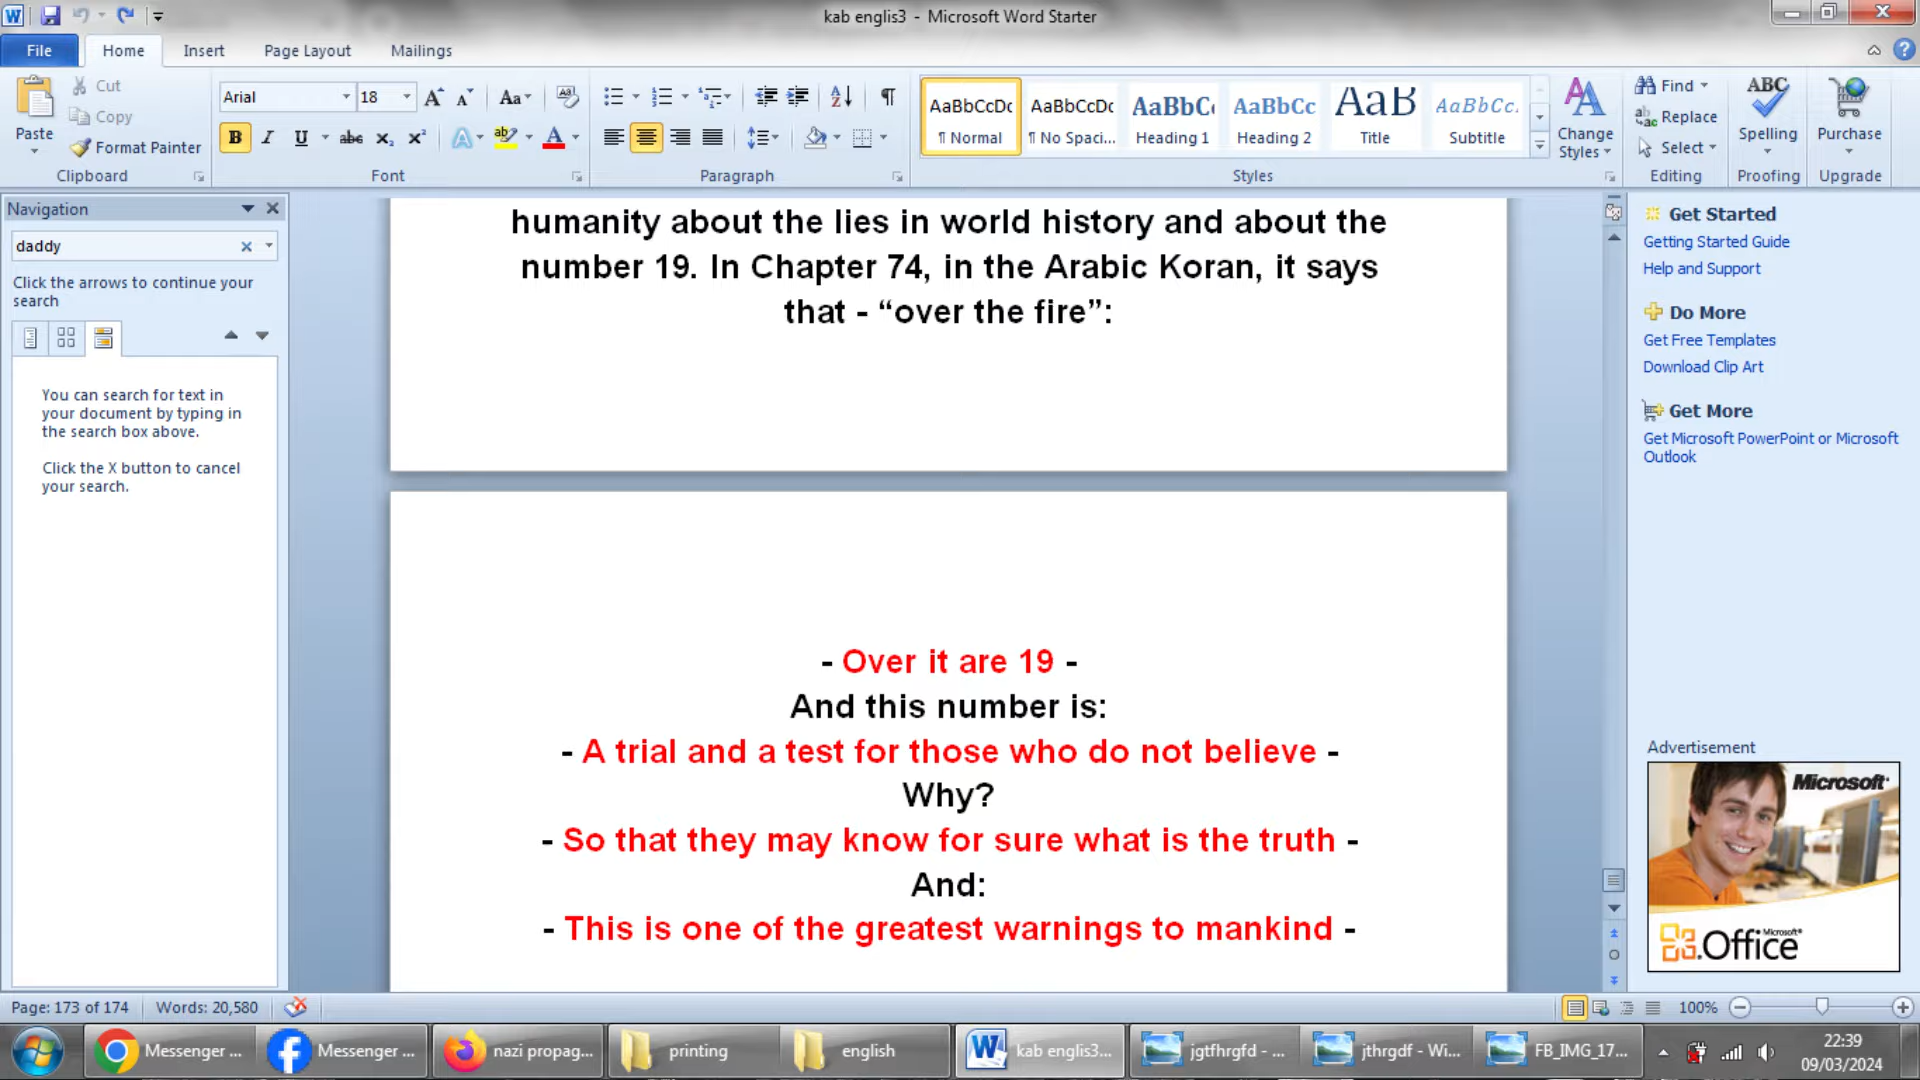 kab englis3 - Microsoft Word Starter
File Home Insert Page Layout Mailings
Paste
Cut
Copy
Format Painter
Clipboard
Arial 18
B I U abc
Font
Paragraph
AaBbCcDc AaBbCcDc AaBbC AaBbCc AaB AaBbCc.
¶ Normal ¶ No Spaci... Heading 1 Heading 2 Title Subtitle
Change Styles
Styles
Find
Replace
Select
Editing
ABC
Spelling
Proofing
Purchase
Upgrade
Navigation
daddy
Click the arrows to continue your
search
You can search for text in
your document by typing in
the search box above.
Click the X button to cancel
your search.
humanity about the lies in world history and about the
number 19. In Chapter 74, in the Arabic Koran, it says
that - “over the fire”:
- Over it are 19 -
And this number is:
- A trial and a test for those who do not believe -
Why?
- So that they may know for sure what is the truth -
And:
- This is one of the greatest warnings to mankind -
Get Started
Getting Started Guide
Help and Support
Do More
Get Free Templates
Download Clip Art
Get More
Get Microsoft PowerPoint or Microsoft
Outlook
Advertisement
Microsoft
Microsoft
Office
Page: 173 of 174 Words: 20,580
100%
Messenger ... Messenger ... nazi propag... printing english kab englis3... jgtfhrgfd - ... jthrgdf - Wi... FB_IMG_17...
22:39
09/03/2024